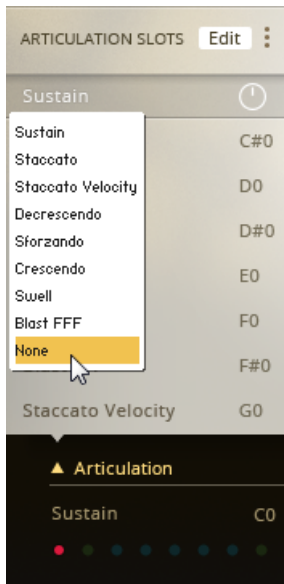 ARTICULATION SLOTS Edit
Sustain
Sustain
Staccato
Staccato Velocity
Decrescendo
Sforzando
Crescendo
Swell
Blast FFF
None
C#0
D0
D#0
E0
F0
F#0
Staccato Velocity G0
▲ Articulation
Sustain C0